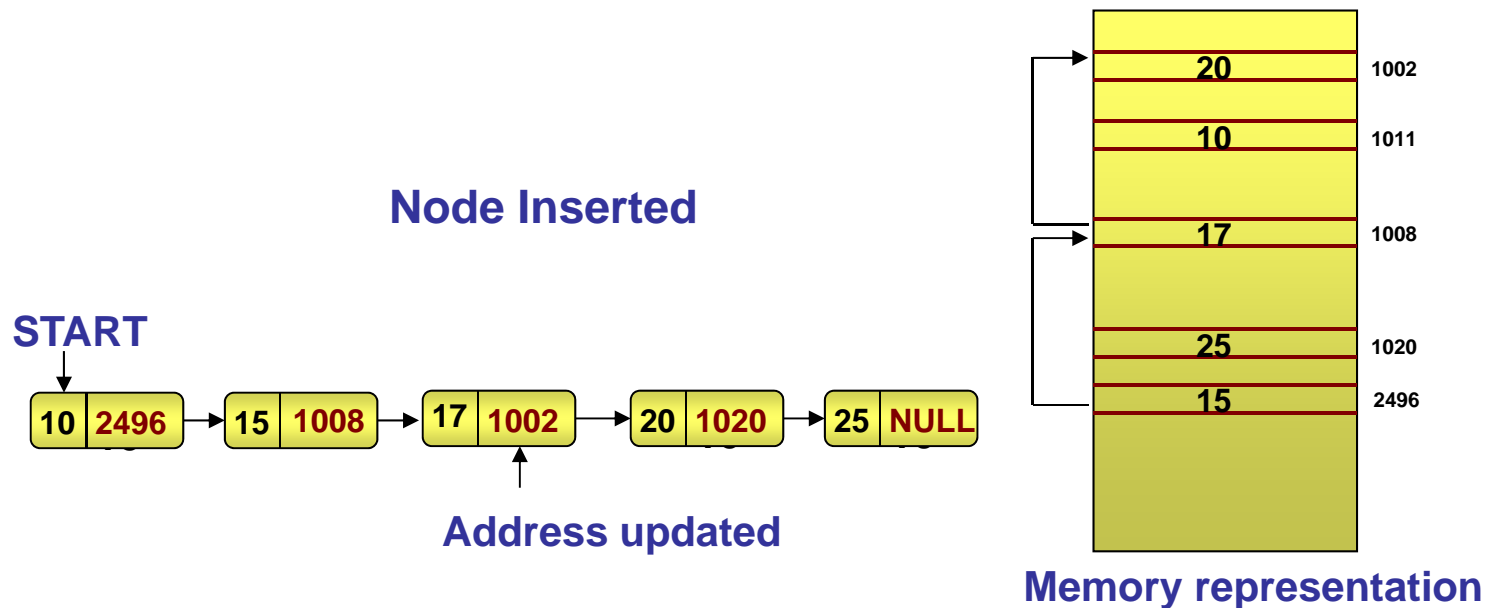 Node Inserted
START
10 2496 15 1008 17 1002 20 1020 25 NULL
Address updated
20 1002
10 1011
17 1008
25 1020
15 2496
Memory representation